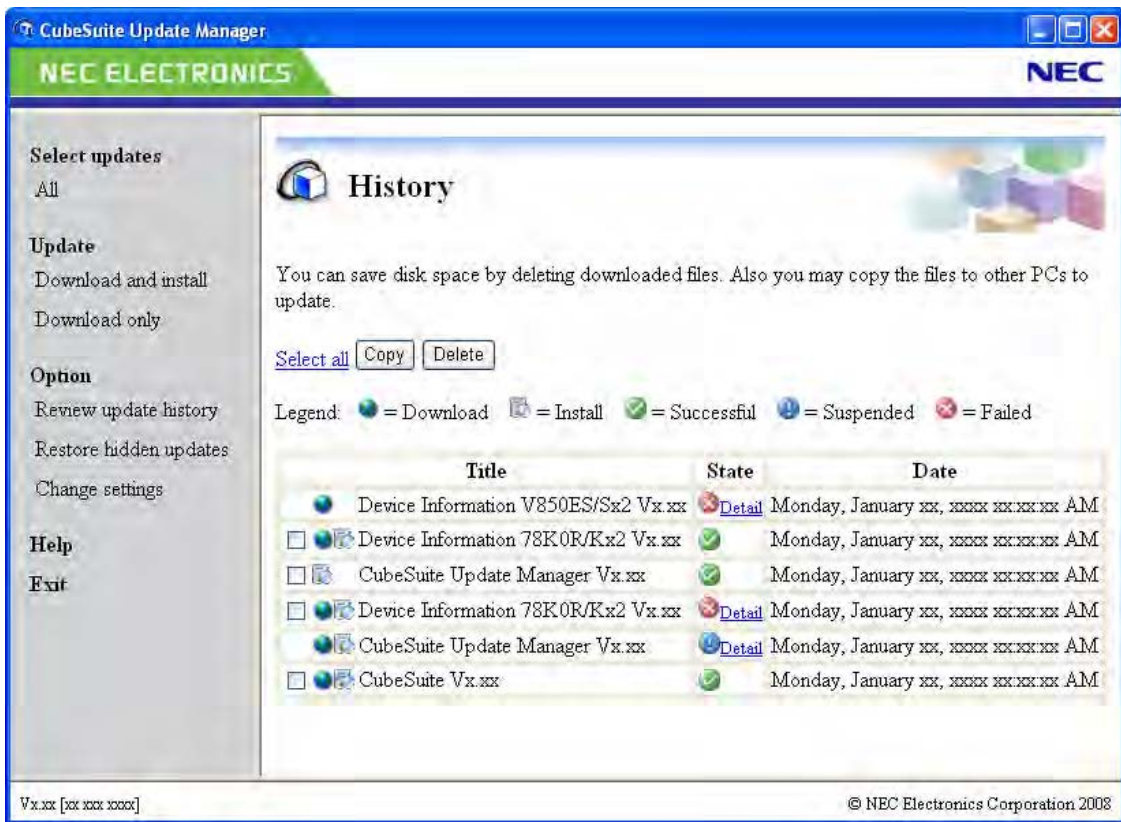 CubeSuite Update Manager
NEC ELECTRONICS
NEC
Select updates
All
Update
Download and install
Download only
Option
Review update history
Restore hidden updates
Change settings
Help
Exit
History
You can save disk space by deleting downloaded files. Also you may copy the files to other PCs to
update.
Select all Copy Delete
Legend: = Download = Install = Successful = Suspended = Failed
Title State Date
Device Information V850ES/Sx2 Vx.xx Detail Monday, January xx, xxxx xx:xx:xx AM
Device Information 78K0R/Kx2 Vx.xx Monday, January xx, xxxx xx:xx:xx AM
CubeSuite Update Manager Vx.xx Monday, January xx, xxxx xx:xx:xx AM
Device Information 78K0R/Kx2 Vx.xx Detail Monday, January xx, xxxx xx:xx:xx AM
CubeSuite Update Manager Vx.xx Detail Monday, January xx, xxxx xx:xx:xx AM
CubeSuite Vx.xx Monday, January xx, xxxx xx:xx:xx AM
Vx.xx [xx xxx xxxx]
© NEC Electronics Corporation 2008